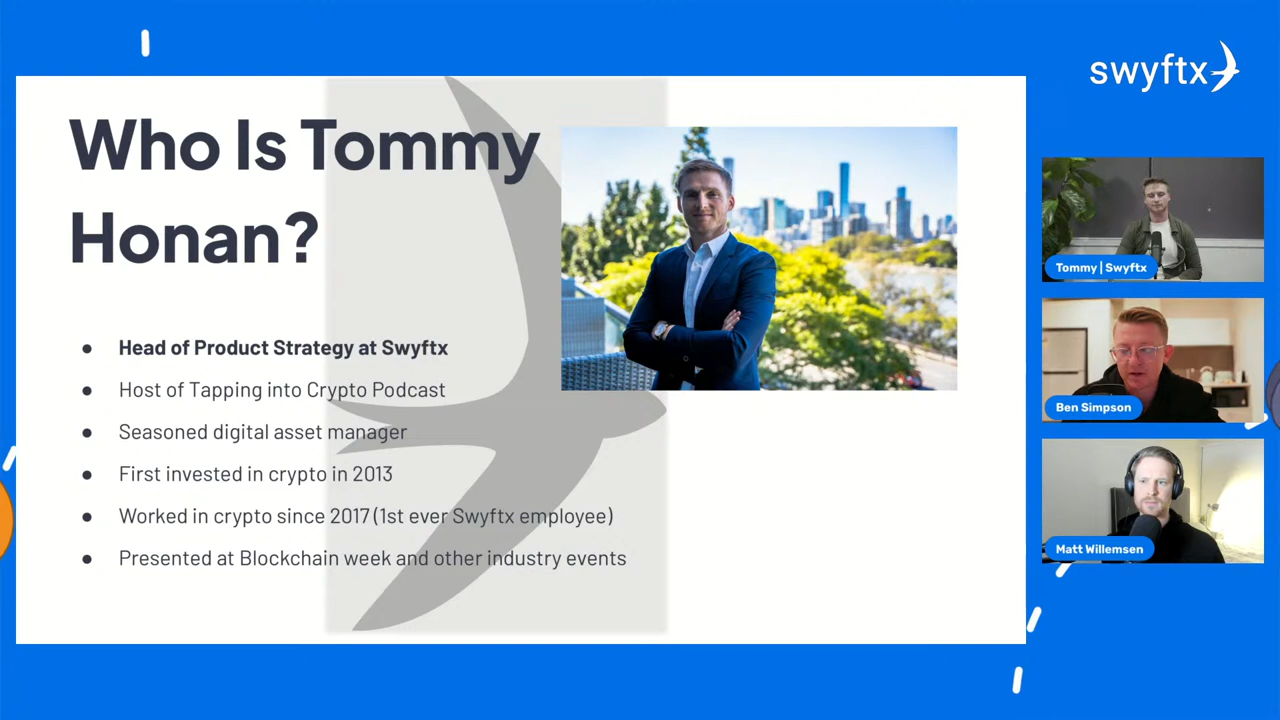 swyftx
Who Is Tommy
Honan?
● Head of Product Strategy at Swyftx
● Host of Tapping into Crypto Podcast
● Seasoned digital asset manager
● First invested in crypto in 2013
● Worked in crypto since 2017 (1st ever Swyftx employee)
● Presented at Blockchain week and other industry events
Tommy | Swyftx
Ben Simpson
Matt Willemsen